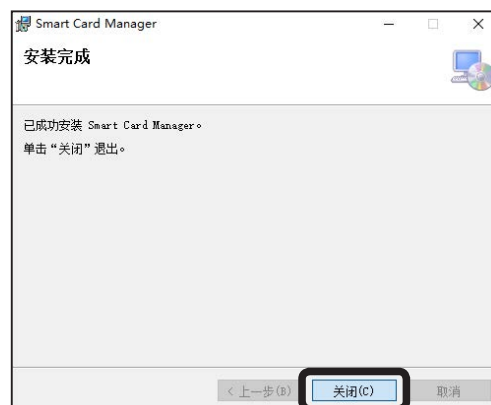 Smart Card Manager
安装完成
已成功安装 Smart Card Manager。
单击“关闭”退出。
< 上一步(B) 关闭(C) 取消